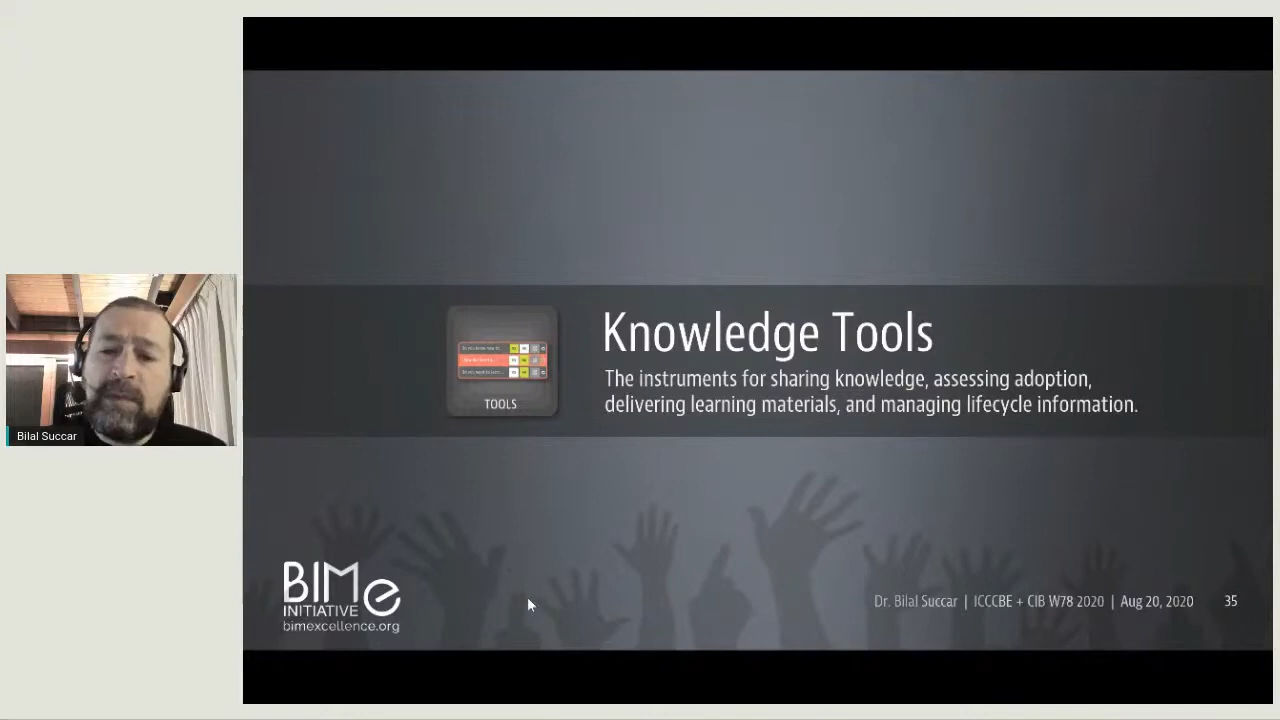 Knowledge Tools
The instruments for sharing knowledge, assessing adoption,
delivering learning materials, and managing lifecycle information.
TOOLS
Bilal Succar
BIMe
INITIATIVE
bimexcellence.org
Dr. Bilal Succar | ICCCBE + CIB W78 2020 | Aug 20, 2020 35